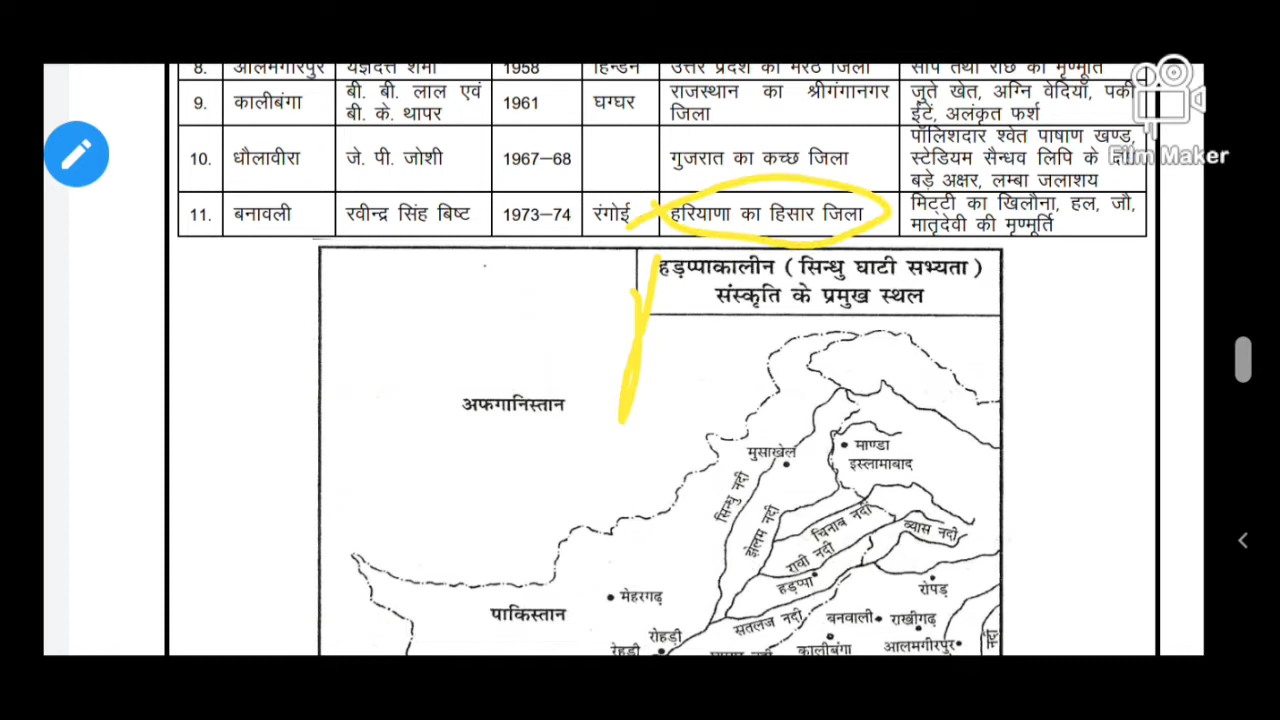 8. आलमगीरपुर यज्ञदत्त शर्मा 1958 हिन्डन उत्तर प्रदेश का मेरठ जिला साँप तथा रीछ की मृण्मूर्ति
9. कालीबंगा बी. बी. लाल एवं बी. के. थापर 1961 घग्घर राजस्थान का श्रीगंगानगर जिला जुते खेत, अग्नि वेदियाँ, पकी ईंटे, अलंकृत फर्श
10. धौलावीरा जे. पी. जोशी 1967–68 गुजरात का कच्छ जिला पॉलिशदार श्वेत पाषाण खण्ड, स्टेडियम सैन्धव लिपि के बड़े अक्षर, लम्बा जलाशय
11. बनावली रवीन्द्र सिंह बिष्ट 1973–74 रंगोई हरियाणा का हिसार जिला मिट्टी का खिलौना, हल, जौ, मातृदेवी की मृण्मूर्ति
Film Maker
हड़प्पाकालीन (सिन्धु घाटी सभ्यता)
संस्कृति के प्रमुख स्थल
अफगानिस्तान
मुसाखेल
माण्डा
इस्लामाबाद
सिन्धु नदी
झेलम नदी
चिनाब नदी
व्यास नदी
रावी नदी
हड़प्पा
रोपड़
मेहरगढ़
पाकिस्तान
सतलज नदी
बनवाली
राखीगढ़
रोहड़ी
रेहड़ी
कालीबंगा
आलमगीरपुर
नदी